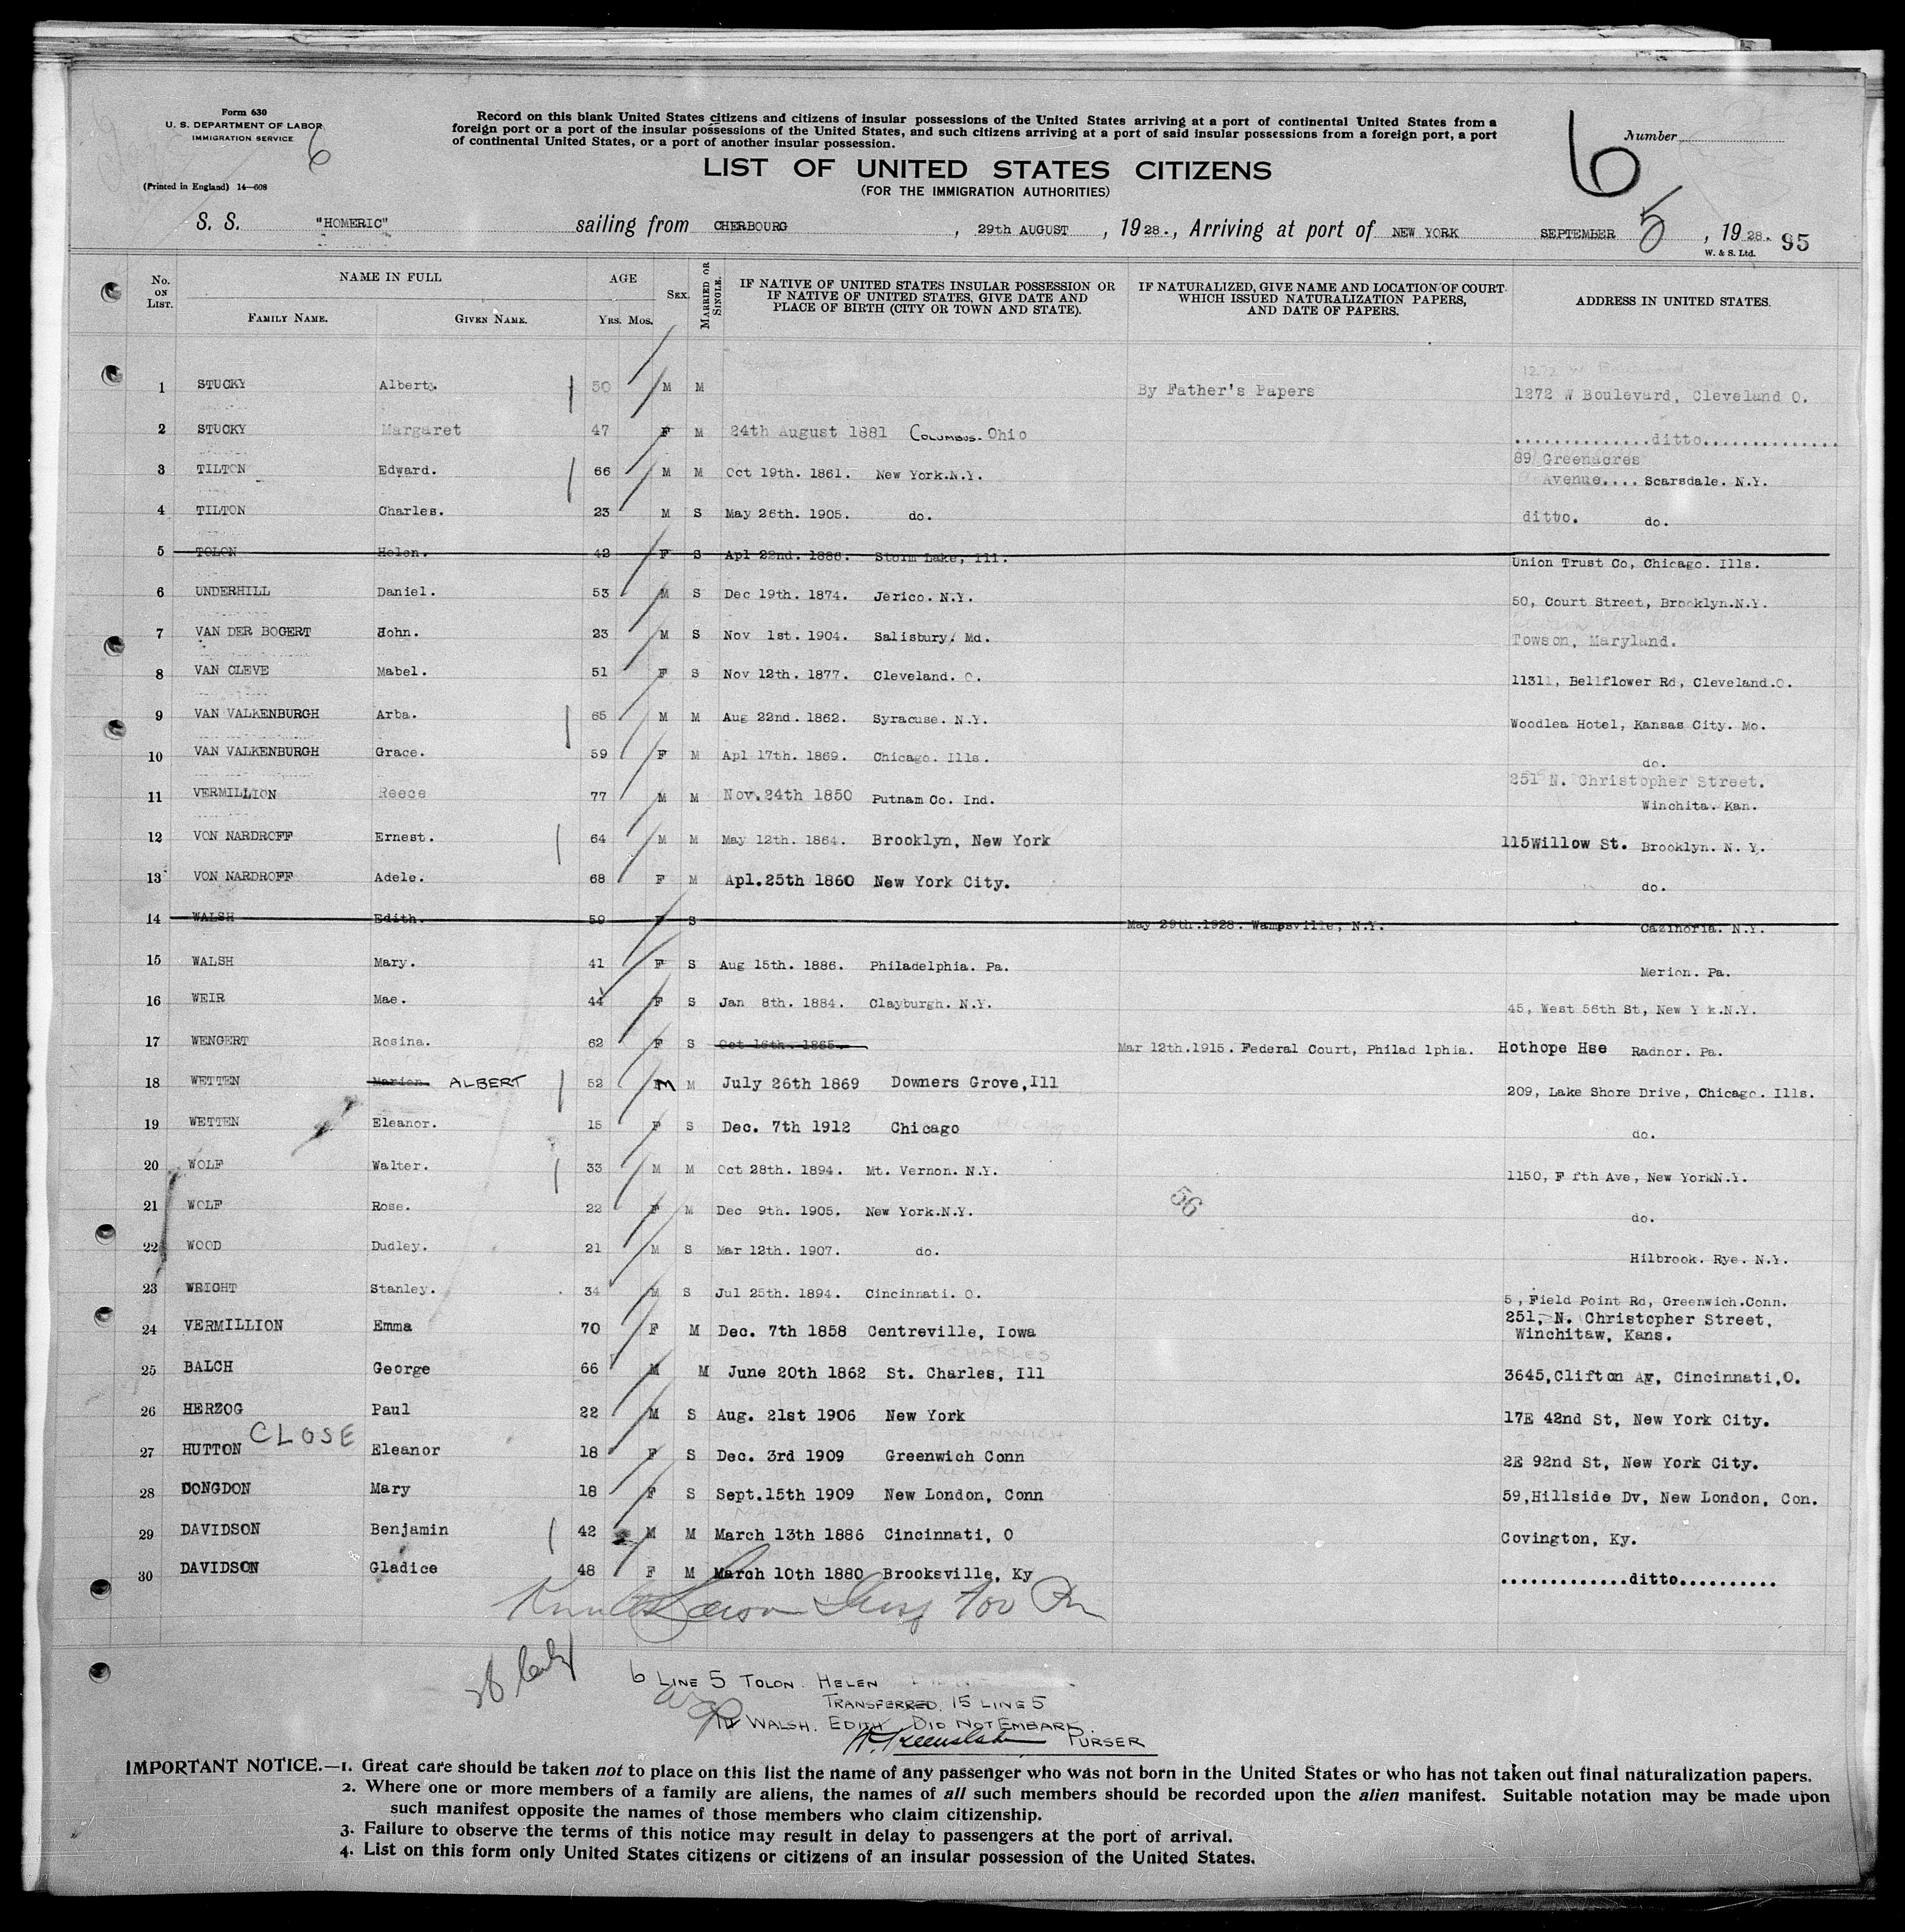 Form 630
U. S. DEPARTMENT OF LABOR
IMMIGRATION SERVICE
6
(Printed in England) 14—608
Record on this blank United States citizens and citizens of insular possessions of the United States arriving at a port of continental United States from a
foreign port or a port of the insular possessions of the United States, and such citizens arriving at a port of said insular possessions from a foreign port, a port
of continental United States, or a port of another insular possession.
6
Number
LIST OF UNITED STATES CITIZENS
(FOR THE IMMIGRATION AUTHORITIES)
S. S. "HOMERIC" sailing from CHERBOURG , 29th AUGUST , 1928., Arriving at port of NEW YORK SEPTEMBER 5 , 1928. 95
W. & S. Ltd.
No. ON LIST. NAME IN FULL FAMILY NAME. GIVEN NAME. AGE YRS. MOS. SEX. MARRIED OR SINGLE. IF NATIVE OF UNITED STATES INSULAR POSSESSION OR IF NATIVE OF UNITED STATES, GIVE DATE AND PLACE OF BIRTH (CITY OR TOWN AND STATE). IF NATURALIZED, GIVE NAME AND LOCATION OF COURT WHICH ISSUED NATURALIZATION PAPERS, AND DATE OF PAPERS. ADDRESS IN UNITED STATES.
1 STUCKY Albert. 50 M M By Father's Papers 1272 W Boulevard, Cleveland O.
2 STUCKY Margaret 47 F M 24th August 1881 COLUMBUS. Ohio ..............ditto..............
3 TILTON Edward. 66 M M Oct 19th. 1861. New York.N.Y. 89 Greenacres
Avenue.... Scarsdale. N.Y.
4 TILTON Charles. 23 M S May 26th. 1905. do. ditto. do.
5 TOLON Helen. 42 F S Apl 22nd. 1886. Storm Lake, Ill. Union Trust Co, Chicago. Ills.
6 UNDERHILL Daniel. 53 M S Dec 19th. 1874. Jerico. N.Y. 50, Court Street, Brooklyn.N.Y.
7 VAN DER BOGERT John. 23 M S Nov 1st. 1904. Salisbury. Md. Towson, Maryland.
8 VAN CLEVE Mabel. 51 F S Nov 12th. 1877. Cleveland. O. 11311, Bellflower Rd, Cleveland.O.
9 VAN VALKENBURGH Arba. 65 M M Aug 22nd. 1862. Syracuse. N.Y. Woodlea Hotel, Kansas City. Mo.
10 VAN VALKENBURGH Grace. 59 F M Apl 17th. 1869. Chicago. Ills. do.
11 VERMILLION Reece 77 M M Nov.24th 1850 Putnam Co. Ind. 251 N. Christopher Street.
Winchita. Kan.
12 VON NARDROFF Ernest. 64 M M May 12th. 1864. Brooklyn, New York 115Willow St. Brooklyn. N. Y.
13 VON NARDROFF Adele. 68 F M Apl.25th 1860 New York City. do.
14 WALSH Edith. 59 F S May 29th.1928. Wampsville, N.Y. Cazinoria. N.Y.
15 WALSH Mary. 41 F S Aug 15th. 1886. Philadelphia. Pa. Merion. Pa.
16 WEIR Mae. 44 F S Jan 8th. 1884. Clayburgh. N.Y. 45, West 56th St, New Y k.N.Y.
17 WENGERT Rosina. 62 F S Oct 16th. 1865. Mar 12th.1915. Federal Court, Philad lphia. Hothope Hse Radnor. Pa.
18 WETTEN Marion. ALBERT 52 M M July 26th 1869 Downers Grove,Ill 209, Lake Shore Drive, Chicago. Ills.
19 WETTEN Eleanor. 15 F S Dec. 7th 1912 Chicago do.
20 WOLF Walter. 33 M M Oct 28th. 1894. Mt. Vernon. N.Y. 1150, F fth Ave, New YorkN.Y.
21 WOLF Rose. 22 F M Dec 9th. 1905. New York.N.Y. 56 do.
22 WOOD Dudley. 21 M S Mar 12th. 1907. do. Hilbrook. Rye. N.Y.
23 WRIGHT Stanley. 34 M S Jul 25th. 1894. Cincinnati. O. 5, Field Point Rd, Greenwich.Conn.
24 VERMILLION Emma 70 F M Dec. 7th 1858 Centreville, Iowa 251, N. Christopher Street,
Winchitaw, Kans.
25 BALCH George 66 M M June 20th 1862 St. Charles, Ill 3645,Clifton Av, Cincinnati,O.
26 HERZOG Paul 22 M S Aug. 21st 1906 New York 17E 42nd St, New York City.
CLOSE
27 HUTTON Eleanor 18 F S Dec. 3rd 1909 Greenwich Conn 2E 92nd St, New York City.
28 CONGDON Mary 18 F S Sept.15th 1909 New London, Conn 59,Hillside Dv, New London, Con.
29 DAVIDSON Benjamin 42 M M March 13th 1886 Cincinnati, O Covington, Ky.
30 DAVIDSON Gladice 48 F M March 10th 1880 Brooksville, Ky .............ditto..........
6 LINE 5 TOLON. HELEN
TRANSFERRED. 15 LINE 5
WALSH. EDITH. DID NOT EMBARK.
PURSER
IMPORTANT NOTICE.—1. Great care should be taken not to place on this list the name of any passenger who was not born in the United States or who has not taken out final naturalization papers.
2. Where one or more members of a family are aliens, the names of all such members should be recorded upon the alien manifest. Suitable notation may be made upon
such manifest opposite the names of those members who claim citizenship.
3. Failure to observe the terms of this notice may result in delay to passengers at the port of arrival.
4. List on this form only United States citizens or citizens of an insular possession of the United States.